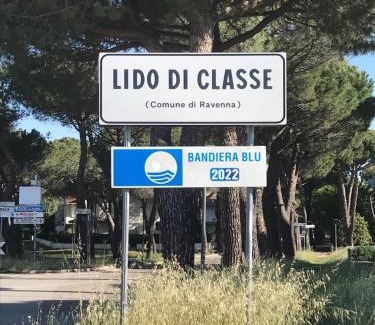 LIDO DI CLASSE
(Comune di Ravenna)
BANDIERA BLU
2022